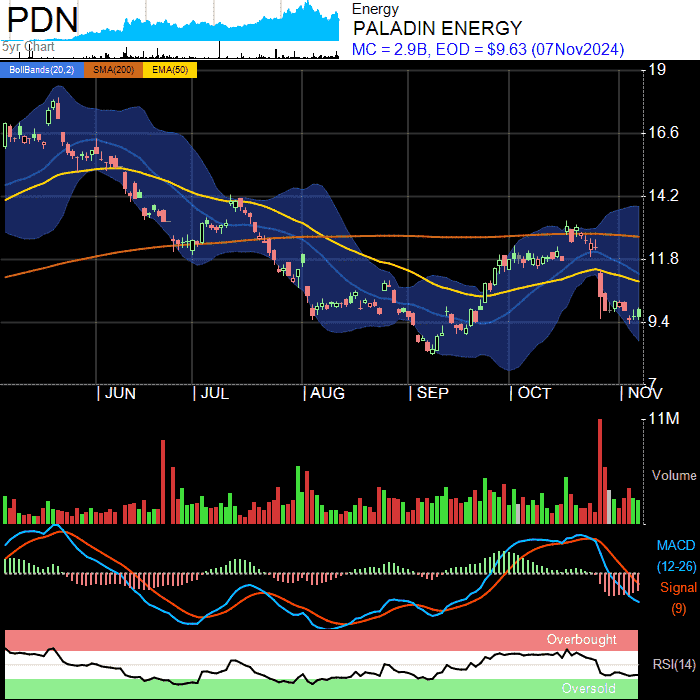 PDN
5yr Chart
Energy
PALADIN ENERGY
MC = 2.9B, EOD = $9.63 (07Nov2024)
BollBands(20,2) SMA(200) EMA(50)
19
16.6
14.2
11.8
9.4
7
JUN JUL AUG SEP OCT NOV
11M
Volume
MACD
(12-26)
Signal
(9)
Overbought
RSI(14)
Oversold